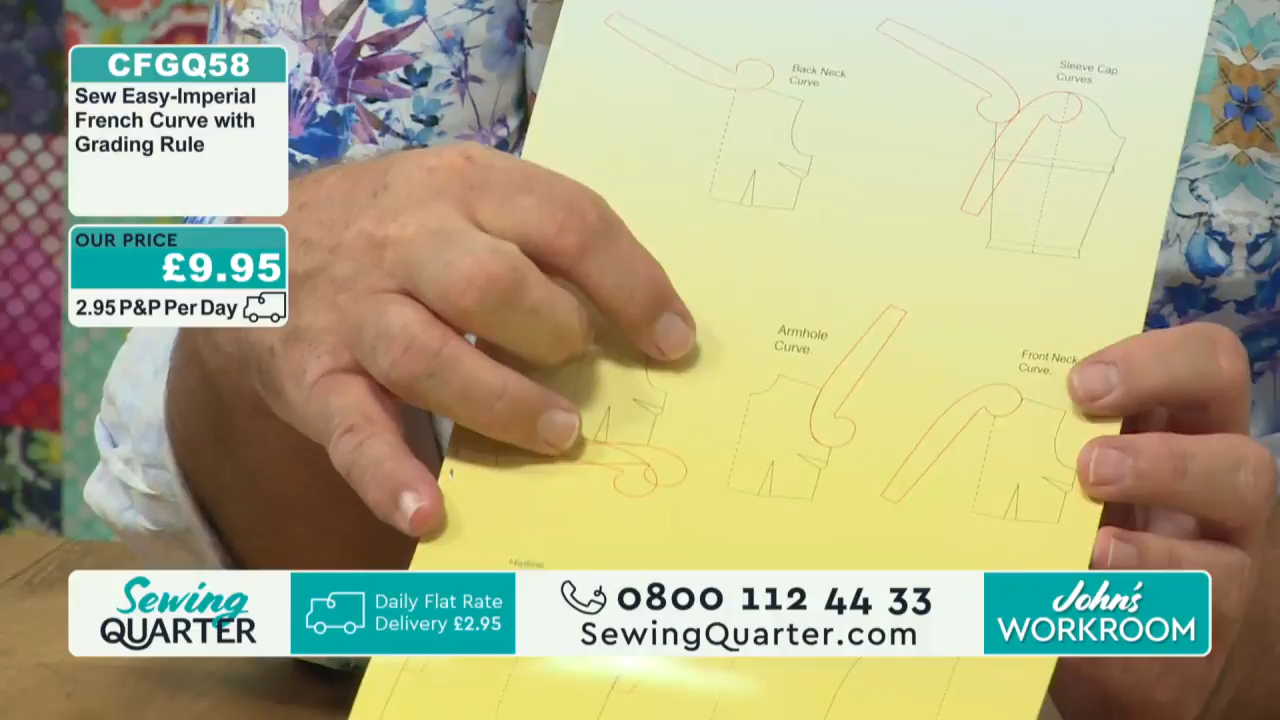 CFGQ58
Sew Easy-Imperial
French Curve with
Grading Rule
OUR PRICE
£9.95
2.95 P&P Per Day
Back Neck
Curve
Sleeve Cap
Curves
Armhole
Curve.
Front Neck
Curve.
Hipline
Sewing
QUARTER
Daily Flat Rate
Delivery £2.95
0800 112 44 33
SewingQuarter.com
John's
WORKROOM